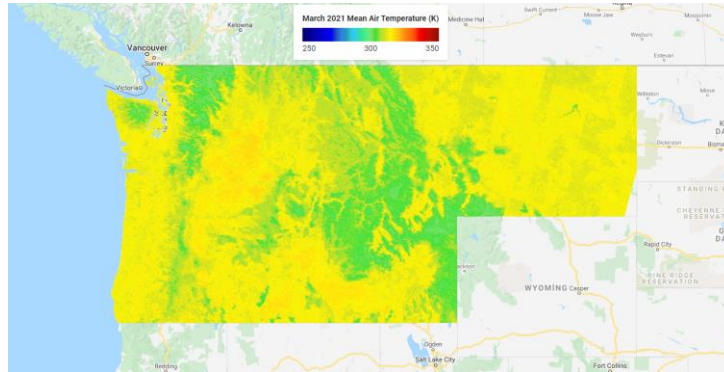 March 2021 Mean Air Temperature (K)
250 300 350
Kelowna
Vancouver
Surrey
Victoria
Medicine Hat
Swift Current
Moose Jaw
Weyburn
Estevan
Williston
Minot
Dickinson
Bisma
STANDING
CHEYENNE
RESERVATION
Rapid City
PINE RIDGE
RESERVATION
WYOMING
Casper
Jackson
Redding
Ogden
Salt Lake City
Fort Collins